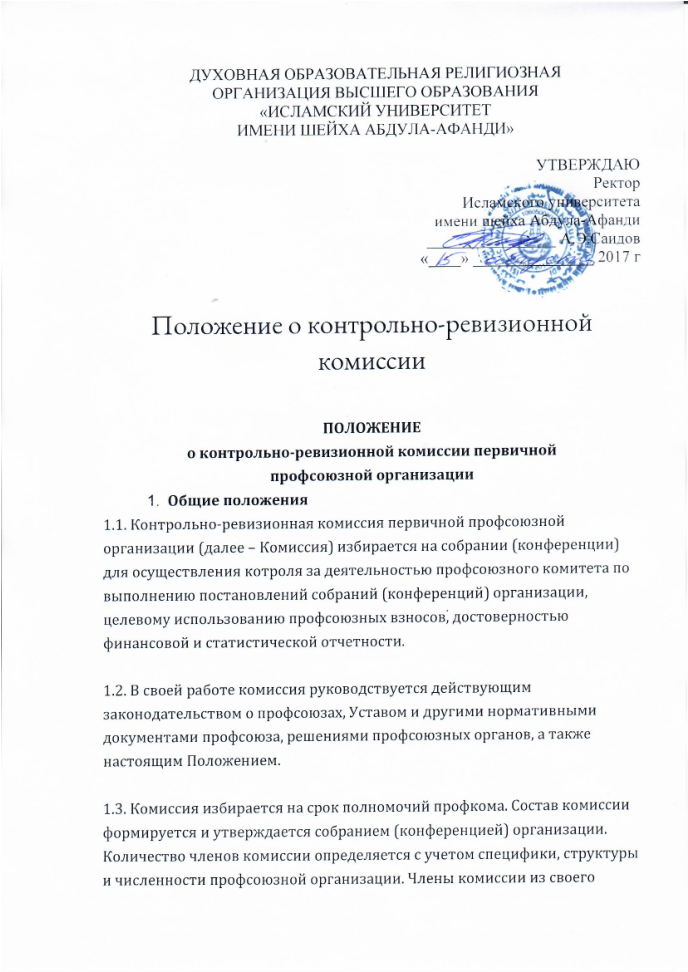 ДУХОВНАЯ ОБРАЗОВАТЕЛЬНАЯ РЕЛИГИОЗНАЯ
ОРГАНИЗАЦИЯ ВЫСШЕГО ОБРАЗОВАНИЯ
«ИСЛАМСКИЙ УНИВЕРСИТЕТ
ИМЕНИ ШЕЙХА АБДУЛА-АФАНДИ»
УТВЕРЖДАЮ
Ректор
Исламского университета
имени шейха Абдула-Афанди
А.Э.Саидов
« 15 » 2017 г
Положение о контрольно-ревизионной
комиссии
ПОЛОЖЕНИЕ
о контрольно-ревизионной комиссии первичной
профсоюзной организации
1. Общие положения
1.1. Контрольно-ревизионная комиссия первичной профсоюзной
организации (далее – Комиссия) избирается на собрании (конференции)
для осуществления котроля за деятельностью профсоюзного комитета по
выполнению постановлений собраний (конференций) организации,
целевому использованию профсоюзных взносов, достоверностью
финансовой и статистической отчетности.
1.2. В своей работе комиссия руководствуется действующим
законодательством о профсоюзах, Уставом и другими нормативными
документами профсоюза, решениями профсоюзных органов, а также
настоящим Положением.
1.3. Комиссия избирается на срок полномочий профкома. Состав комиссии
формируется и утверждается собранием (конференцией) организации.
Количество членов комиссии определяется с учетом специфики, структуры
и численности профсоюзной организации. Члены комиссии из своего